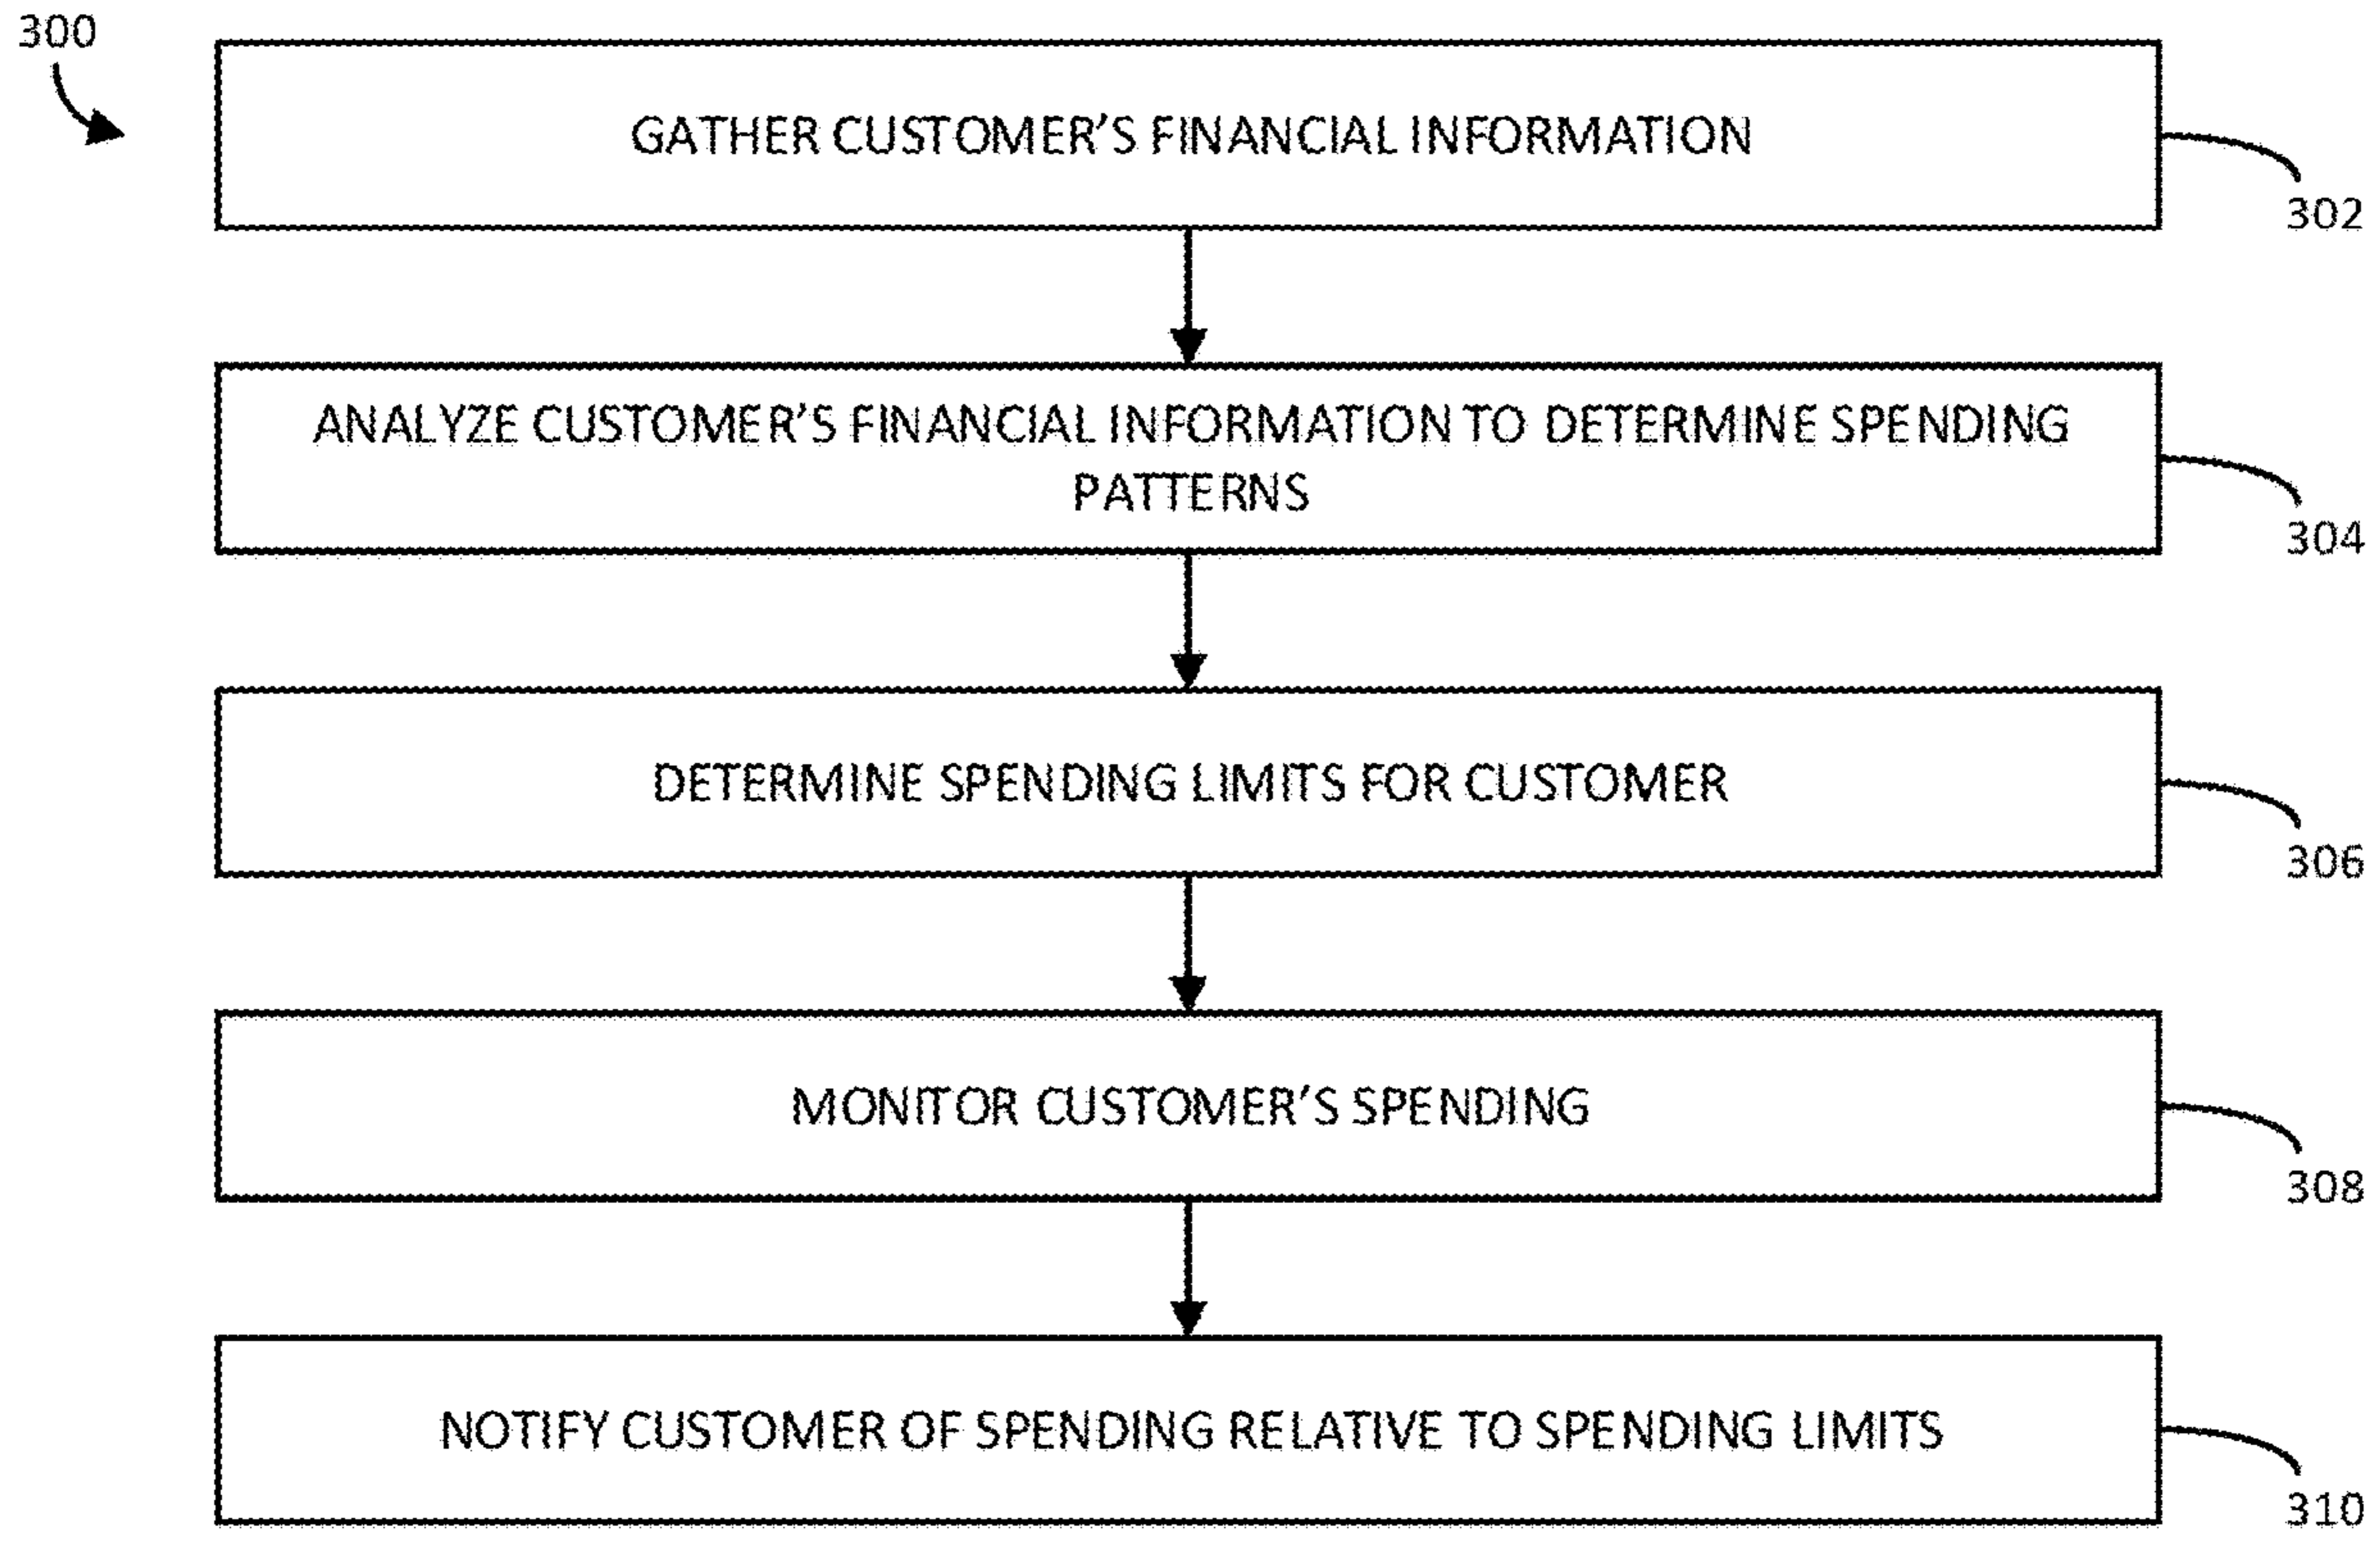 300
GATHER CUSTOMER'S FINANCIAL INFORMATION
302
ANALYZE CUSTOMER'S FINANCIAL INFORMATION TO DETERMINE SPENDING
PATTERNS
304
DETERMINE SPENDING LIMITS FOR CUSTOMER
306
MONITOR CUSTOMER'S SPENDING
308
NOTIFY CUSTOMER OF SPENDING RELATIVE TO SPENDING LIMITS
310